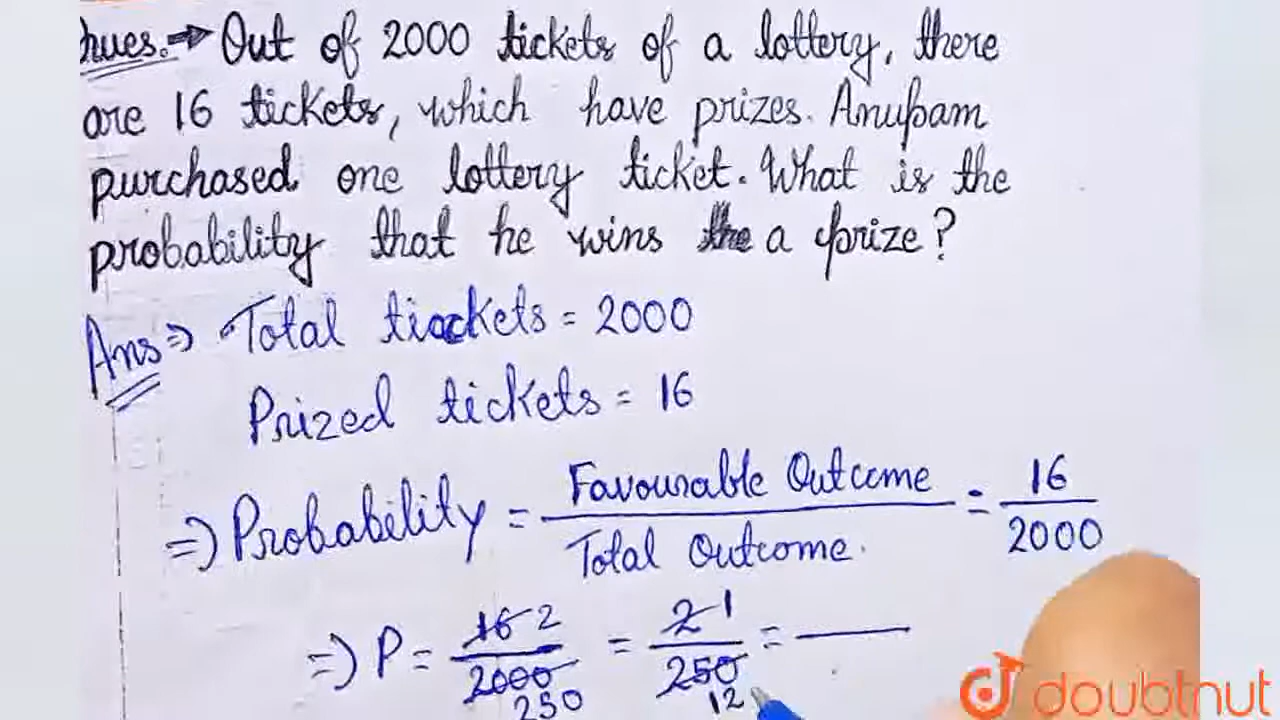 Ques. → Out of 2000 tickets of a lottery, there
are 16 tickets, which have prizes. Anupam
purchased one lottery ticket. What is the
probability that he wins the a prize?
Ans ⇒ Total tickets = 2000
Prized tickets = 16
⇒ Probability = Favourable Outcome / Total Outcome. = 16 / 2000
⇒ P = 16 2 / 2000 250 = 2 1 / 250 12 =
doubtnut